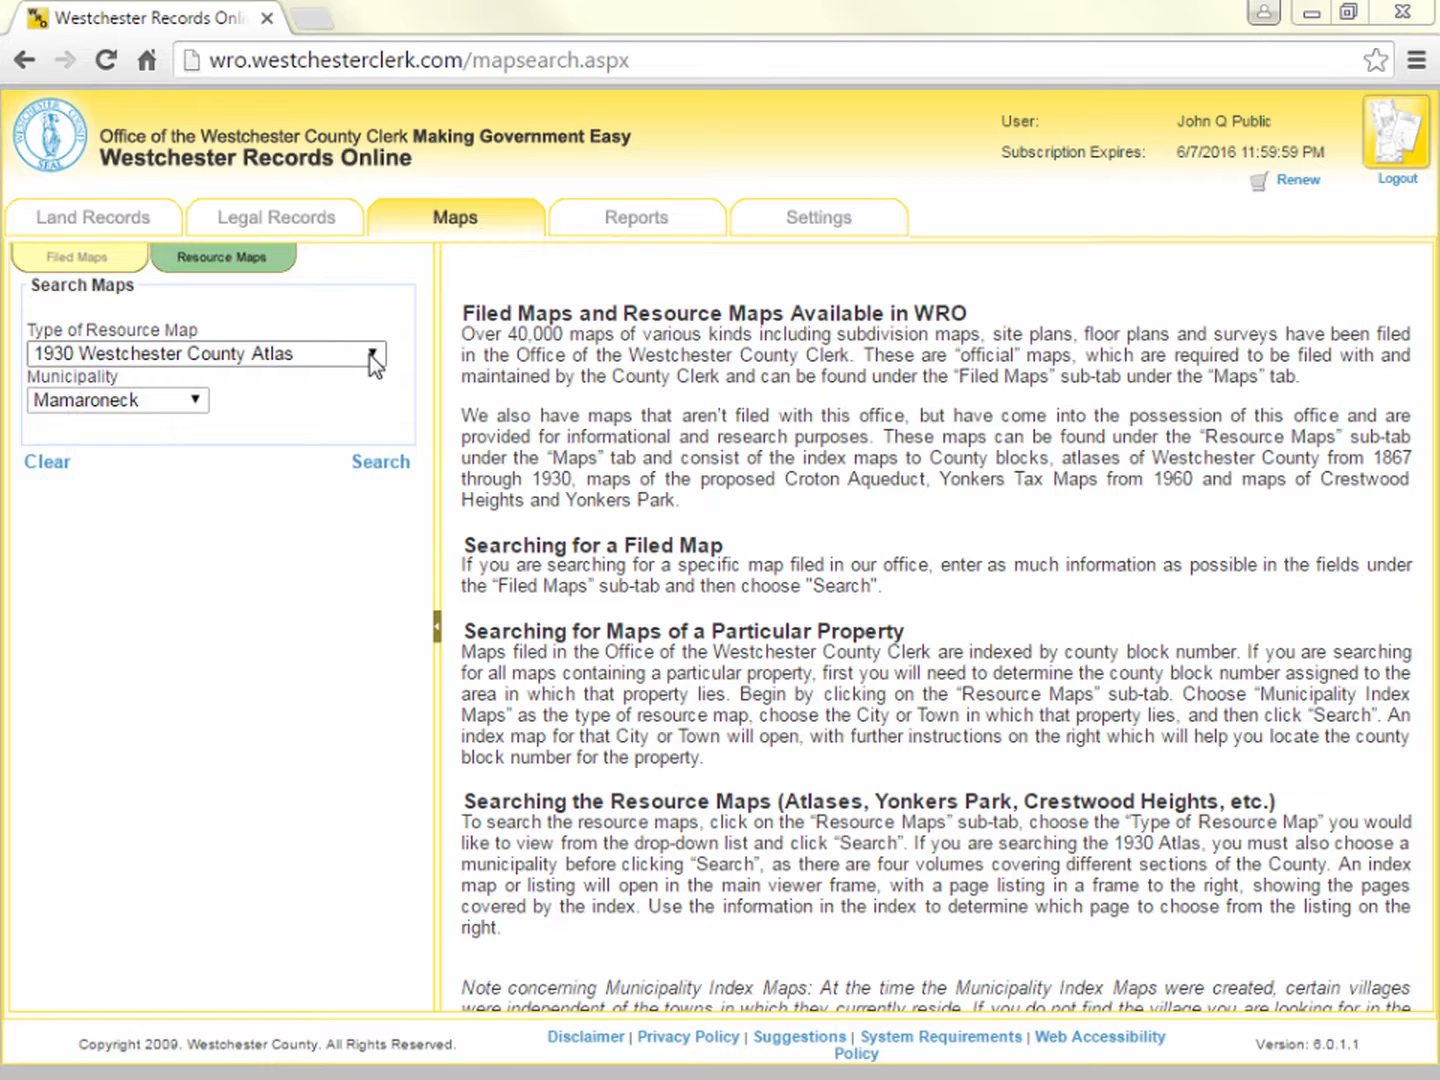 Westchester Records Onli
wro.westchesterclerk.com/mapsearch.aspx
Office of the Westchester County Clerk Making Government Easy
Westchester Records Online
User: John Q Public
Subscription Expires: 6/7/2016 11:59:59 PM
Renew
Logout
Land Records Legal Records Maps Reports Settings
Filed Maps Resource Maps
Search Maps
Type of Resource Map
1930 Westchester County Atlas
Municipality
Mamaroneck
Clear Search
Filed Maps and Resource Maps Available in WRO
Over 40,000 maps of various kinds including subdivision maps, site plans, floor plans and surveys have been filed
in the Office of the Westchester County Clerk. These are “official” maps, which are required to be filed with and
maintained by the County Clerk and can be found under the “Filed Maps” sub-tab under the “Maps” tab.
We also have maps that aren’t filed with this office, but have come into the possession of this office and are
provided for informational and research purposes. These maps can be found under the “Resource Maps” sub-tab
under the “Maps” tab and consist of the index maps to County blocks, atlases of Westchester County from 1867
through 1930, maps of the proposed Croton Aqueduct, Yonkers Tax Maps from 1960 and maps of Crestwood
Heights and Yonkers Park.
Searching for a Filed Map
If you are searching for a specific map filed in our office, enter as much information as possible in the fields under
the “Filed Maps” sub-tab and then choose "Search".
Searching for Maps of a Particular Property
Maps filed in the Office of the Westchester County Clerk are indexed by county block number. If you are searching
for all maps containing a particular property, first you will need to determine the county block number assigned to the
area in which that property lies. Begin by clicking on the “Resource Maps” sub-tab. Choose “Municipality Index
Maps” as the type of resource map, choose the City or Town in which that property lies, and then click “Search”. An
index map for that City or Town will open, with further instructions on the right which will help you locate the county
block number for the property.
Searching the Resource Maps (Atlases, Yonkers Park, Crestwood Heights, etc.)
To search the resource maps, click on the “Resource Maps” sub-tab, choose the “Type of Resource Map” you would
like to view from the drop-down list and click “Search”. If you are searching the 1930 Atlas, you must also choose a
municipality before clicking “Search”, as there are four volumes covering different sections of the County. An index
map or listing will open in the main viewer frame, with a page listing in a frame to the right, showing the pages
covered by the index. Use the information in the index to determine which page to choose from the listing on the
right.
Note concerning Municipality Index Maps: At the time the Municipality Index Maps were created, certain villages
were independent of the towns in which they currently reside. If you do not find the village you are looking for in the
Copyright 2009. Westchester County. All Rights Reserved.
Disclaimer | Privacy Policy | Suggestions | System Requirements | Web Accessibility
Policy
Version: 6.0.1.1